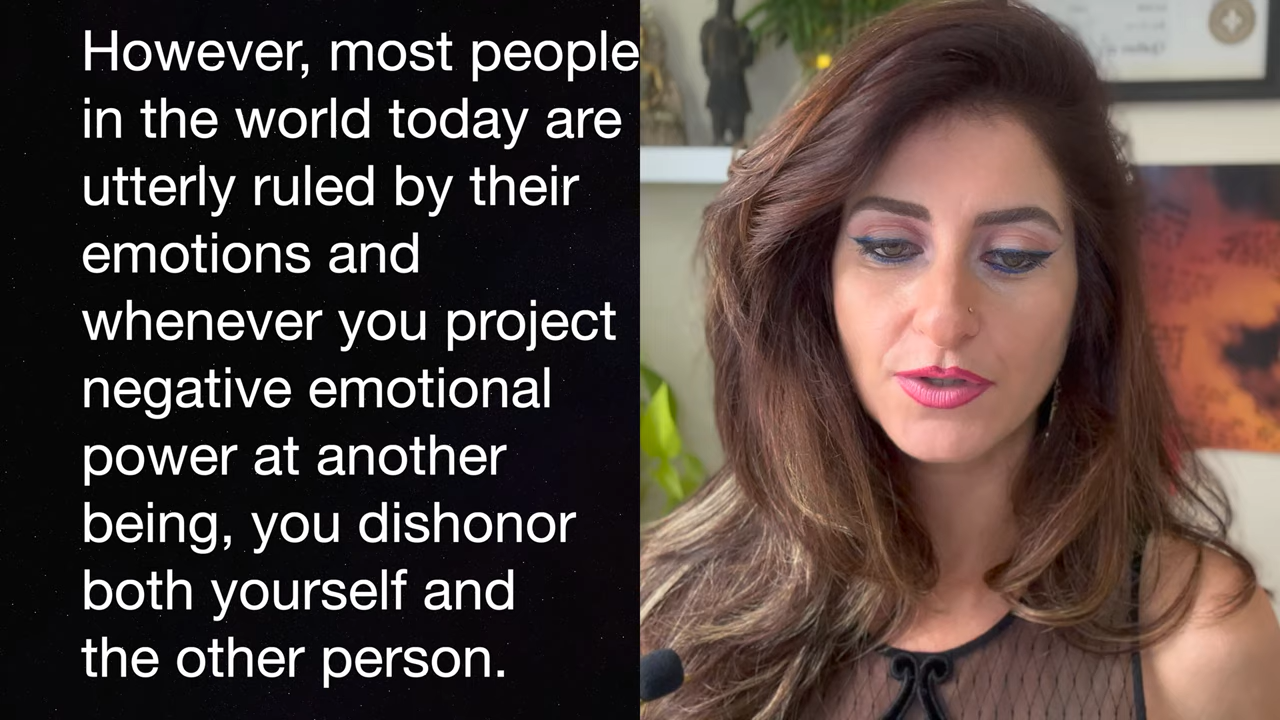 However, most people
in the world today are
utterly ruled by their
emotions and
whenever you project
negative emotional
power at another
being, you dishonor
both yourself and
the other person.